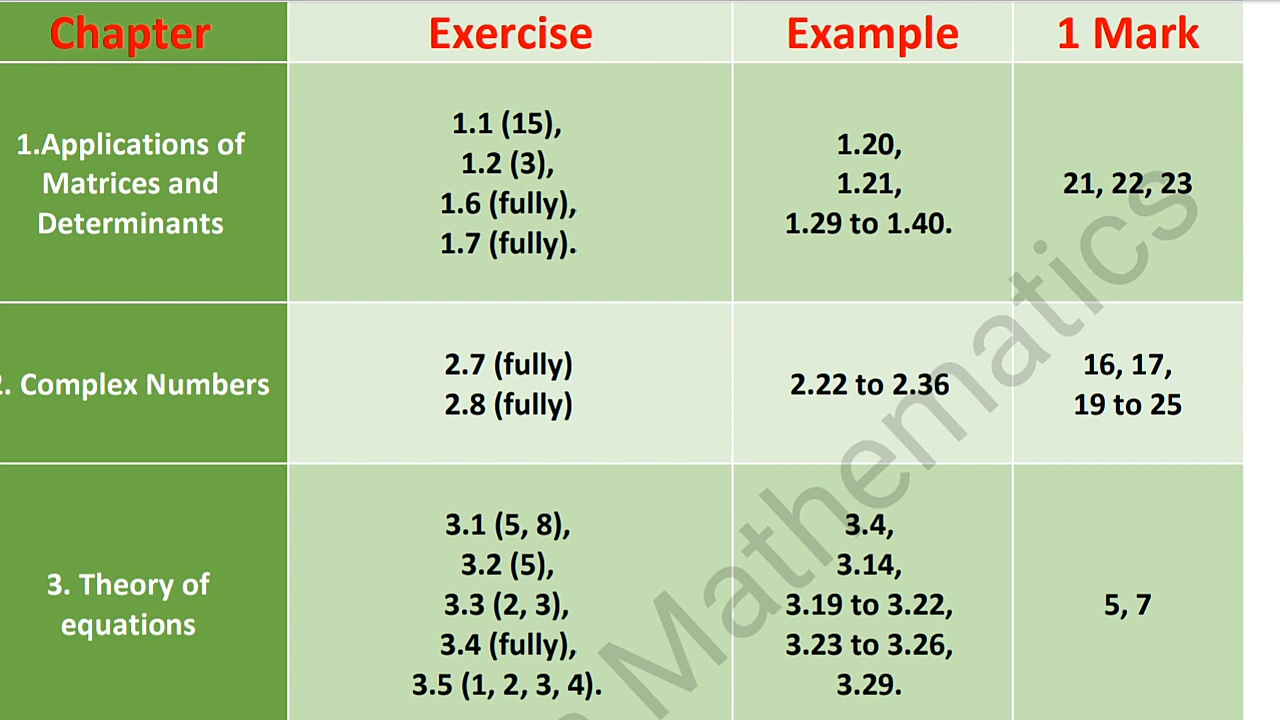 Chapter
Exercise
Example
1 Mark
1.Applications of
Matrices and
Determinants
1.1 (15),
1.2 (3),
1.6 (fully),
1.7 (fully).
1.20,
1.21,
1.29 to 1.40.
21, 22, 23
. Complex Numbers
2.7 (fully)
2.8 (fully)
2.22 to 2.36
16, 17,
19 to 25
3. Theory of
equations
3.1 (5, 8),
3.2 (5),
3.3 (2, 3),
3.4 (fully),
3.5 (1, 2, 3, 4).
3.4,
3.14,
3.19 to 3.22,
3.23 to 3.26,
3.29.
5, 7
Mathematics